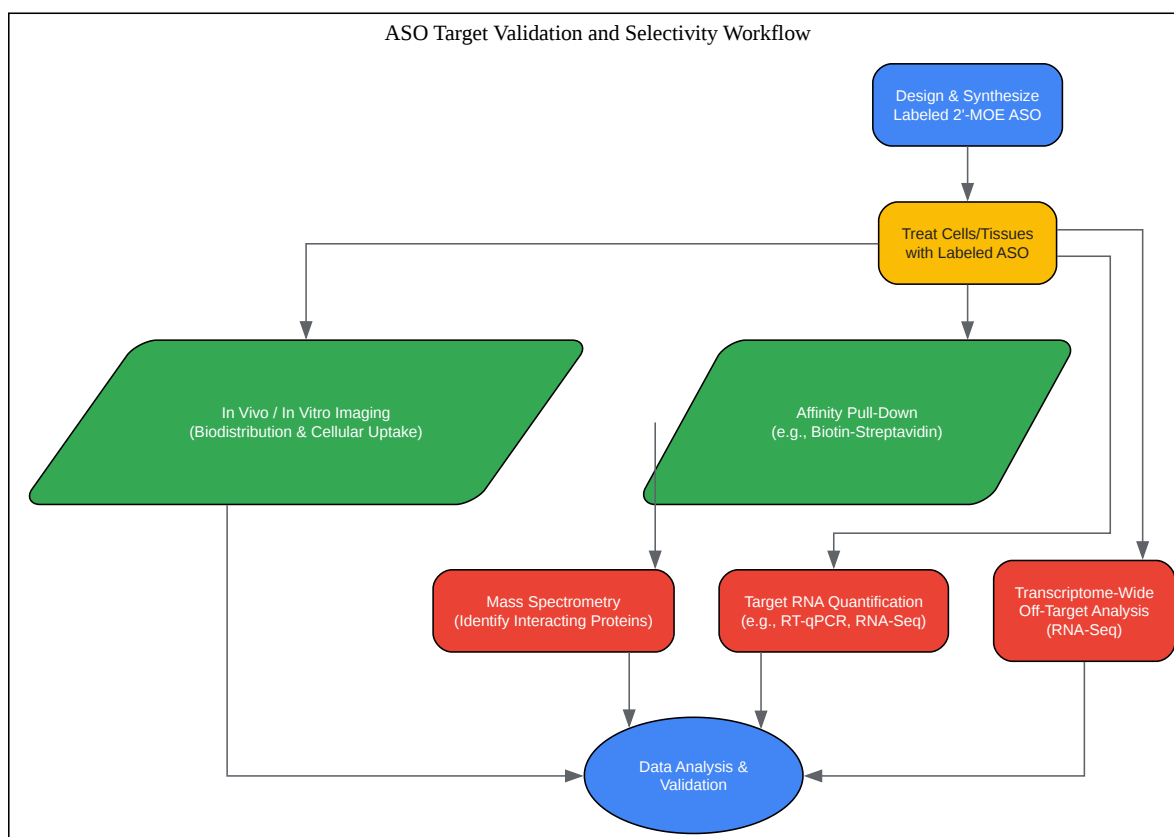 ASO Target Validation and Selectivity Workflow
Design & Synthesize
Labeled 2'-MOE ASO
Treat Cells/Tissues
with Labeled ASO
In Vivo / In Vitro Imaging
(Biodistribution & Cellular Uptake)
Affinity Pull-Down
(e.g., Biotin-Streptavidin)
Mass Spectrometry
(Identify Interacting Proteins)
Target RNA Quantification
(e.g., RT-qPCR, RNA-Seq)
Transcriptome-Wide
Off-Target Analysis
(RNA-Seq)
Data Analysis &
Validation